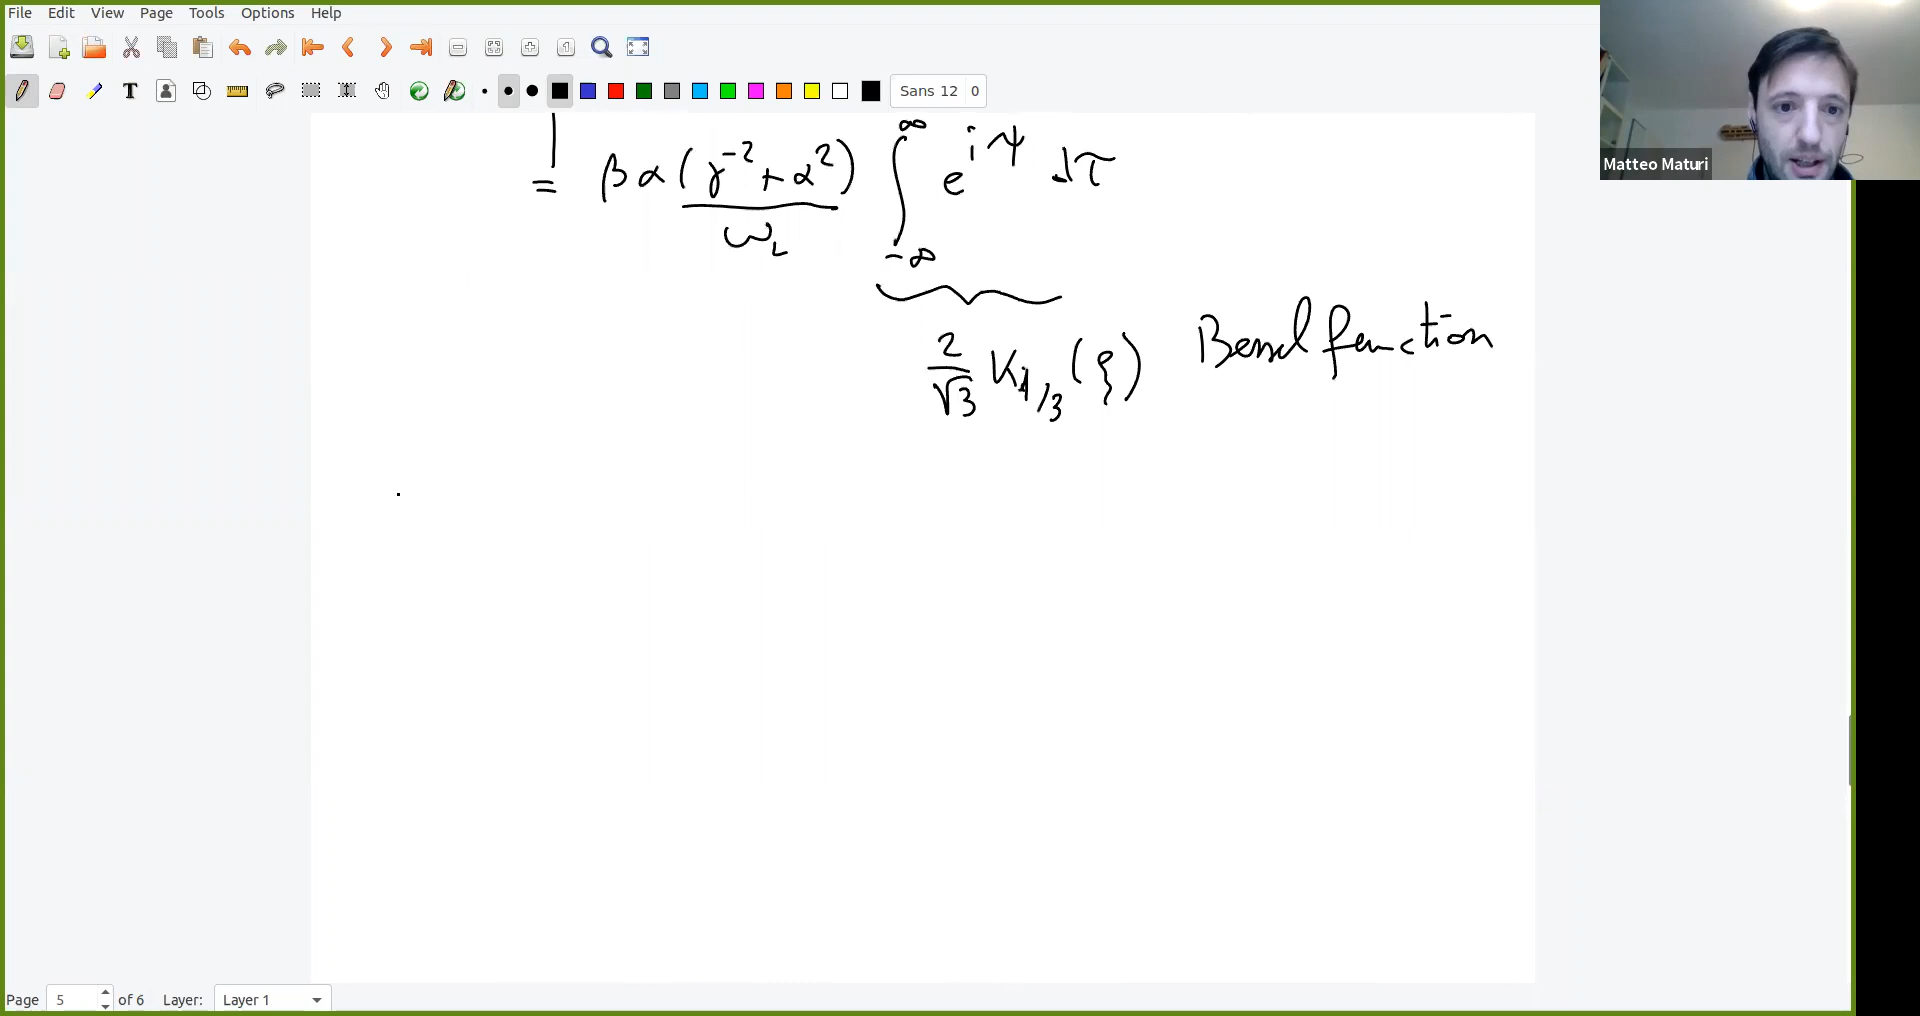 File Edit View Page Tools Options Help
Sans 12 0
Matteo Maturi
= βα(γ⁻² + α²) / ω_L ∫_{-∞}^{∞} e^{iψ} dτ
2/√3 K_{1/3}(ξ) Bessel function
Page 5 of 6 Layer: Layer 1